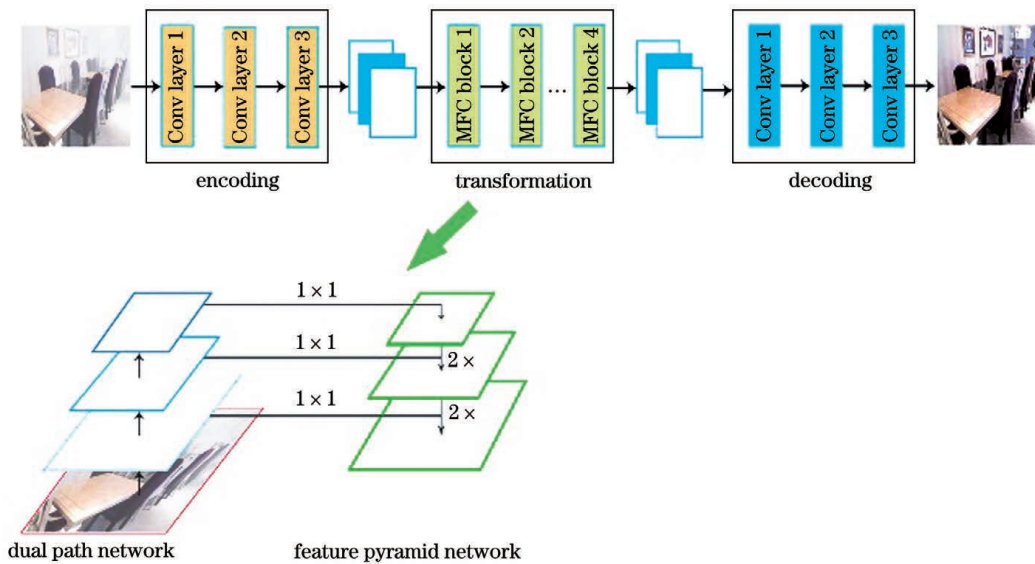 Conv layer 1
Conv layer 2
Conv layer 3
MFC block 1
MFC block 2
...
MFC block 4
Conv layer 1
Conv layer 2
Conv layer 3
encoding
transformation
decoding
1 × 1
1 × 1
2 ×
1 × 1
2 ×
dual path network
feature pyramid network